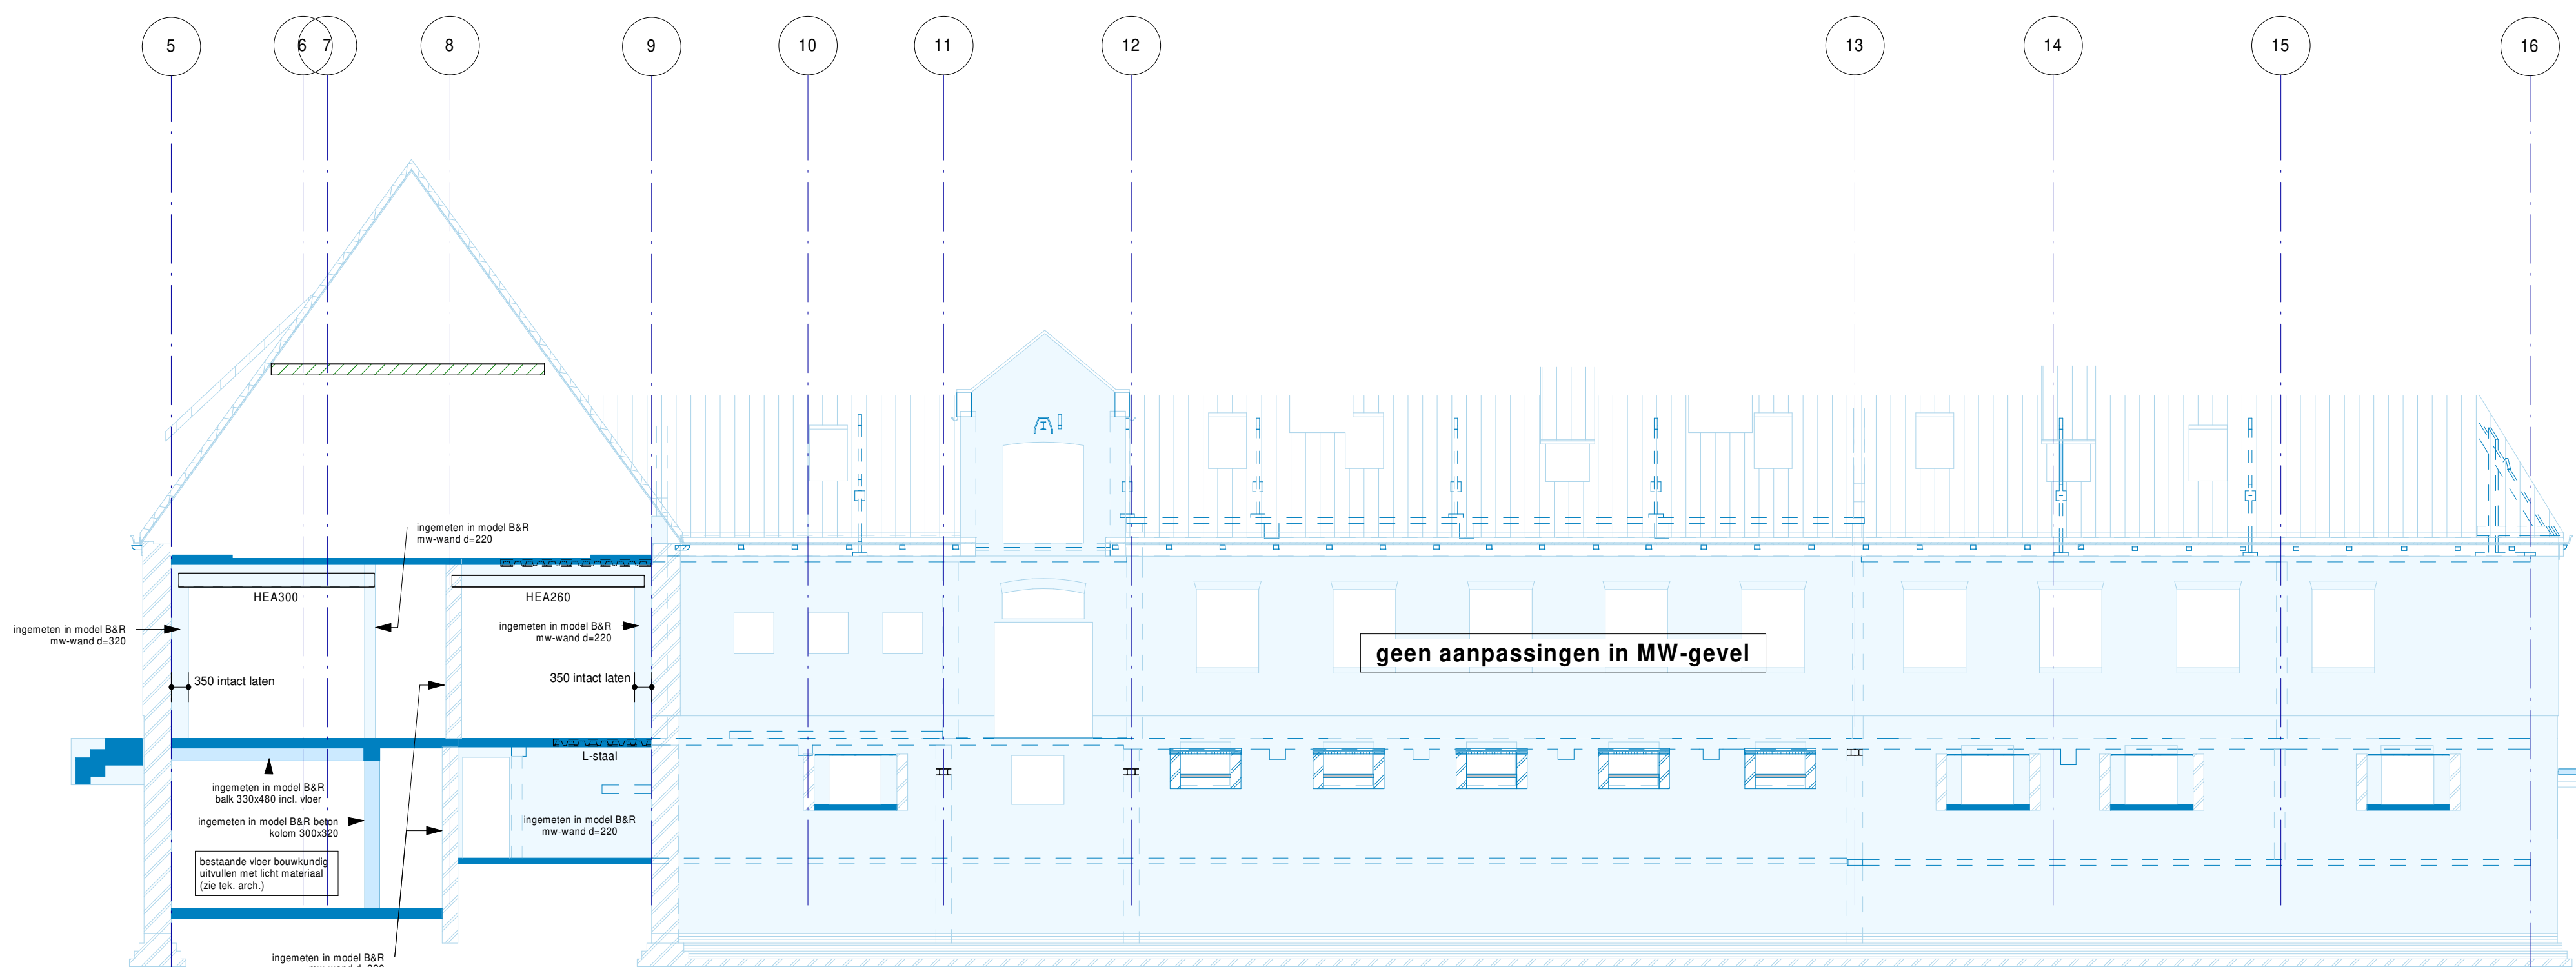 5
6
7
8
9
10
11
12
13
14
15
16
ingemeten in model B&R
mw-wand d=220
HEA300
HEA260
ingemeten in model B&R
mw-wand d=320
ingemeten in model B&R
mw-wand d=220
geen aanpassingen in MW-gevel
350 intact laten
350 intact laten
L-staal
ingemeten in model B&R
balk 330x480 incl. vloer
ingemeten in model B&R beton
kolom 300x320
ingemeten in model B&R
mw-wand d=220
bestaande vloer bouwkundig
uitvullen met licht materiaal
(zie tek. arch.)
ingemeten in model B&R